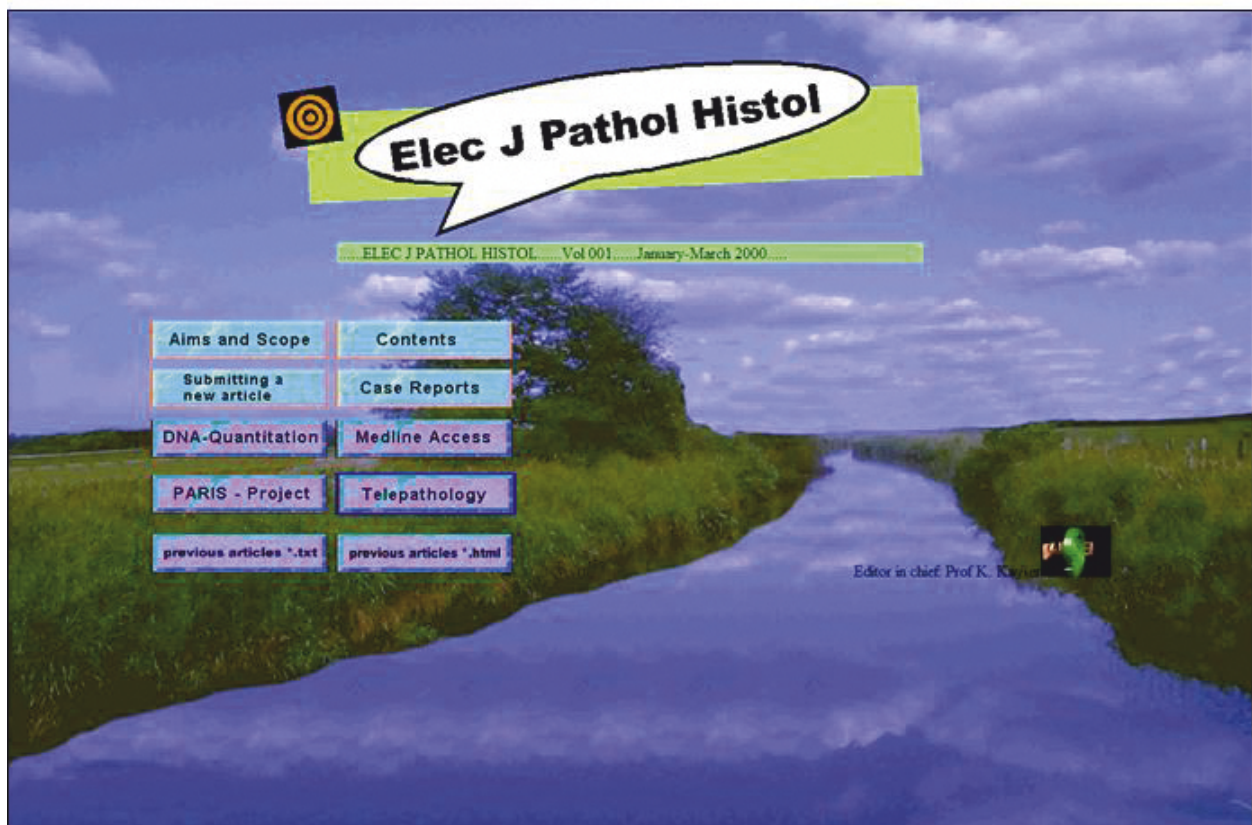 Elec J Pathol Histol
......ELEC J PATHOL HISTOL......Vol 001......January-March 2000.....
Aims and Scope
Contents
Submitting a
new article
Case Reports
DNA-Quantitation
Medline Access
PARIS - Project
Telepathology
previous articles *.txt
previous articles *.html
Editor in chief: Prof K.